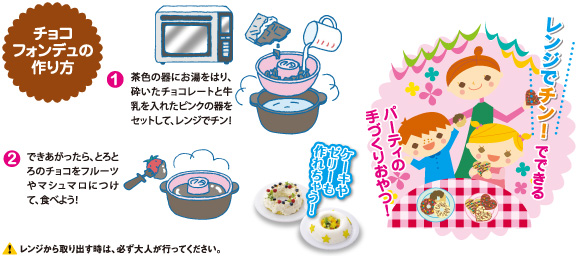 チョコ
フォンデュの
作り方
1 茶色の器にお湯をはり、
砕いたチョコレートと牛
乳を入れたピンクの器を
セットして、レンジでチン!
2 できあがったら、とろと
ろのチョコをフルーツ
やマシュマロにつけ
て、食べよう!
ケーキや
ゼリーも
作れちゃう!
レンジでチン!でできる
パーティの
手づくりおやつ!
レンジから取り出す時は、必ず大人が行ってください。